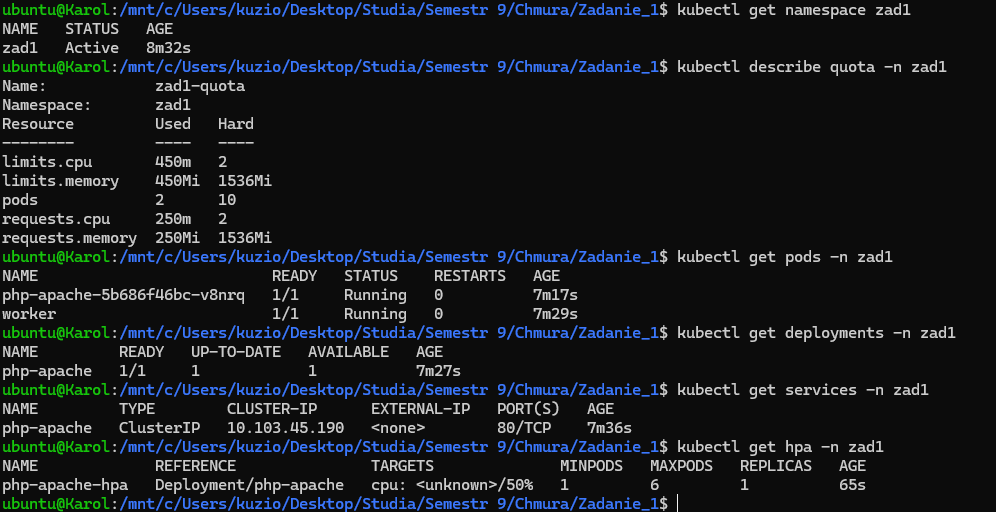 ubuntu@Karol:/mnt/c/Users/kuzio/Desktop/Studia/Semestr 9/Chmura/Zadanie_1$ kubectl get namespace zad1
NAME   STATUS   AGE
zad1   Active   8m32s
ubuntu@Karol:/mnt/c/Users/kuzio/Desktop/Studia/Semestr 9/Chmura/Zadanie_1$ kubectl describe quota -n zad1
Name:            zad1-quota
Namespace:       zad1
Resource         Used   Hard
--------         ----   ----
limits.cpu       450m   2
limits.memory    450Mi  1536Mi
pods             2      10
requests.cpu     250m   2
requests.memory  250Mi  1536Mi
ubuntu@Karol:/mnt/c/Users/kuzio/Desktop/Studia/Semestr 9/Chmura/Zadanie_1$ kubectl get pods -n zad1
NAME                          READY   STATUS    RESTARTS   AGE
php-apache-5b686f46bc-v8nrq   1/1     Running   0          7m17s
worker                        1/1     Running   0          7m29s
ubuntu@Karol:/mnt/c/Users/kuzio/Desktop/Studia/Semestr 9/Chmura/Zadanie_1$ kubectl get deployments -n zad1
NAME         READY   UP-TO-DATE   AVAILABLE   AGE
php-apache   1/1     1            1           7m27s
ubuntu@Karol:/mnt/c/Users/kuzio/Desktop/Studia/Semestr 9/Chmura/Zadanie_1$ kubectl get services -n zad1
NAME         TYPE        CLUSTER-IP      EXTERNAL-IP   PORT(S)   AGE
php-apache   ClusterIP   10.103.45.190   <none>        80/TCP    7m36s
ubuntu@Karol:/mnt/c/Users/kuzio/Desktop/Studia/Semestr 9/Chmura/Zadanie_1$ kubectl get hpa -n zad1
NAME             REFERENCE               TARGETS              MINPODS   MAXPODS   REPLICAS   AGE
php-apache-hpa   Deployment/php-apache   cpu: <unknown>/50%   1         6         1          65s
ubuntu@Karol:/mnt/c/Users/kuzio/Desktop/Studia/Semestr 9/Chmura/Zadanie_1$